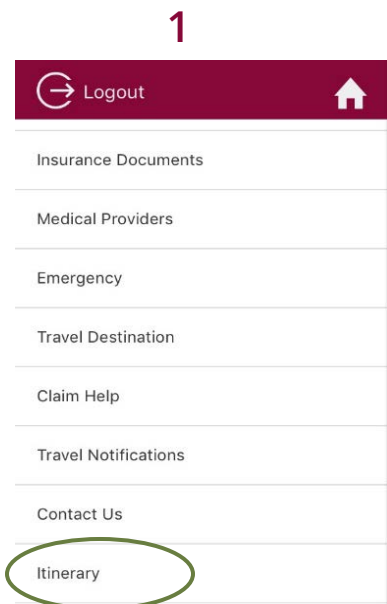 1
Logout
Insurance Documents
Medical Providers
Emergency
Travel Destination
Claim Help
Travel Notifications
Contact Us
Itinerary